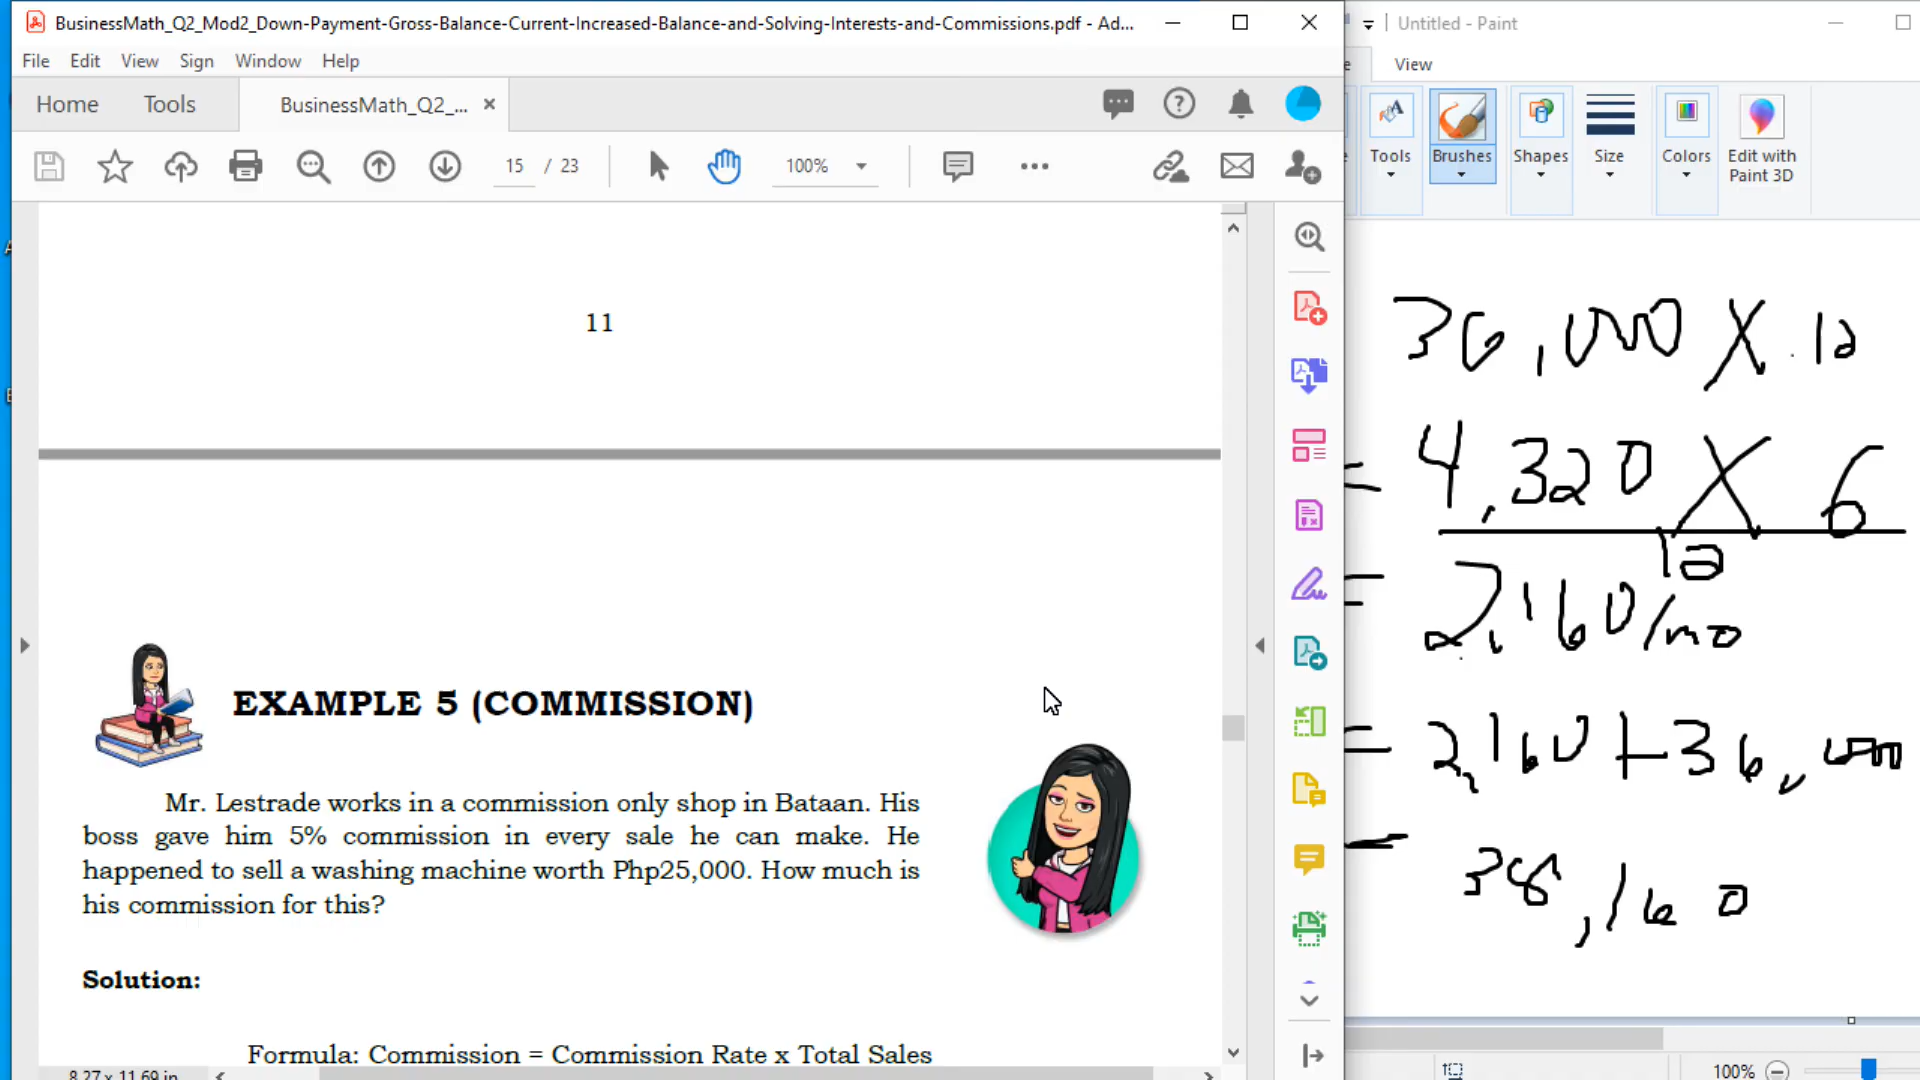 BusinessMath_Q2_Mod2_Down-Payment-Gross-Balance-Current-Increased-Balance-and-Solving-Interests-and-Commissions.pdf - Ad...
File Edit View Sign Window Help
Home Tools BusinessMath_Q2_...
15 / 23
100%
11
EXAMPLE 5 (COMMISSION)
Mr. Lestrade works in a commission only shop in Bataan. His
boss gave him 5% commission in every sale he can make. He
happened to sell a washing machine worth Php25,000. How much is
his commission for this?
Solution:
Formula: Commission = Commission Rate x Total Sales
8.27 x 11.69 in
Untitled - Paint
View
Tools
Brushes
Shapes
Size
Colors
Edit with
Paint 3D
36,000 X .12
= 4,320 X 6
12
= 2,160/mo
= 2,160 + 36,000
= 38,160
100%